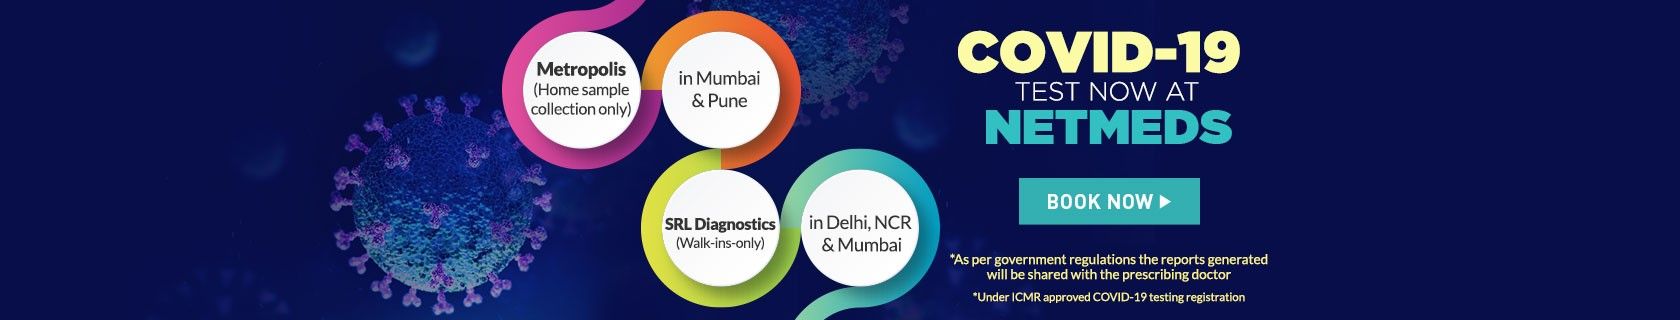 Metropolis
(Home sample
collection only)
in Mumbai
& Pune
SRL Diagnostics
(Walk-ins-only)
in Delhi, NCR
& Mumbai
COVID-19
TEST NOW AT
NETMEDS
BOOK NOW ▶
*As per government regulations the reports generated
will be shared with the prescribing doctor
*Under ICMR approved COVID-19 testing registration